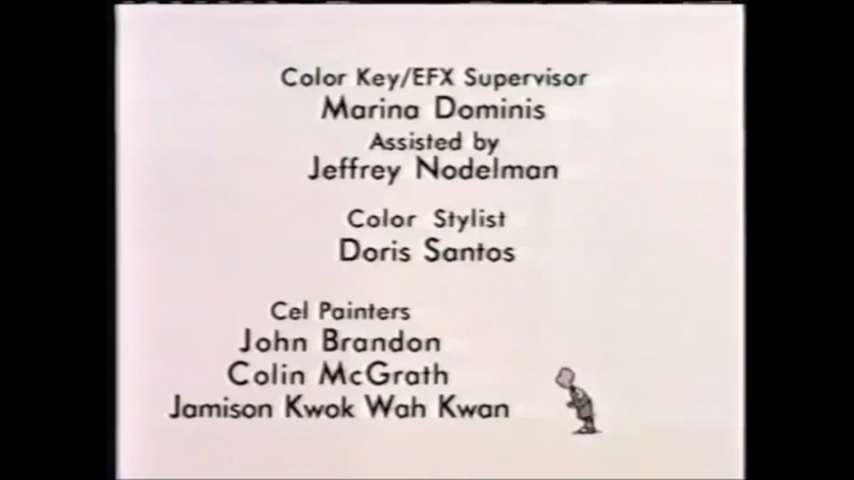 Color Key/EFX Supervisor
Marina Dominis
Assisted by
Jeffrey Nodelman
Color Stylist
Doris Santos
Cel Painters
John Brandon
Colin McGrath
Jamison Kwok Wah Kwan